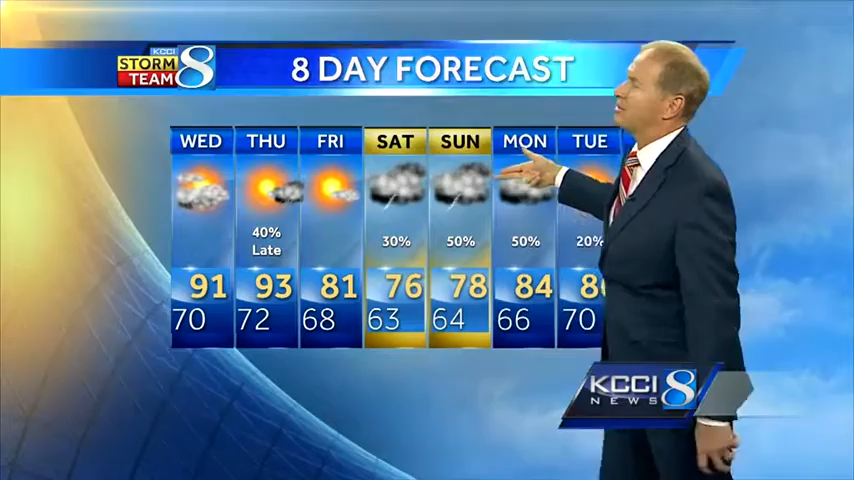 KCCI
STORM
TEAM 8
8 DAY FORECAST
WED THU FRI SAT SUN MON TUE
40% 30% 50% 50% 20%
Late
91 93 81 76 78 84
70 72 68 63 64 66 70
KCCI 8
NEWS